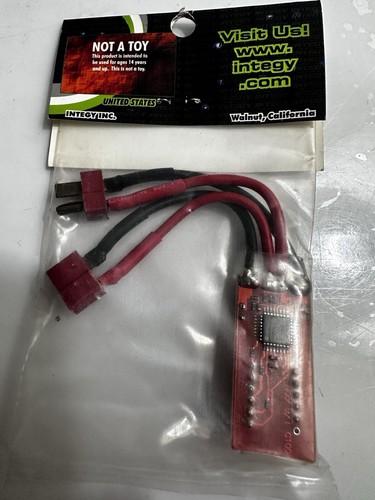 NOT A TOY
This product is intended to
be used for ages 14 years
and up. This is not a toy.
UNITED STATES
INTEGY INC.
Visit Us!
www.
integy
.com
Walnut, California